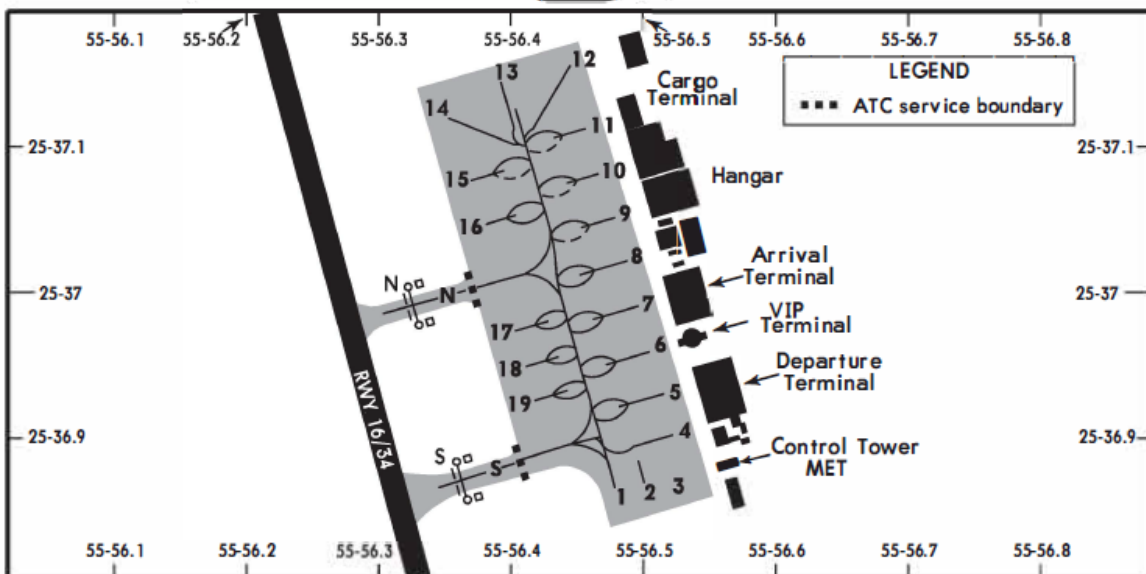 55-56.1 55-56.2 55-56.3 55-56.4 55-56.5 55-56.6 55-56.7 55-56.8
LEGEND
ATC service boundary
12
13
Cargo
Terminal
14
11
25-37.1 25-37.1
15
10
Hangar
16
9
8
Arrival
Terminal
N
N
25-37 25-37
7
VIP
Terminal
17
6
18
Departure
Terminal
RWY 16/34
19
5
4
25-36.9 25-36.9
Control Tower
MET
S
S
1 2 3
55-56.1 55-56.2 55-56.3 55-56.4 55-56.5 55-56.6 55-56.7 55-56.8